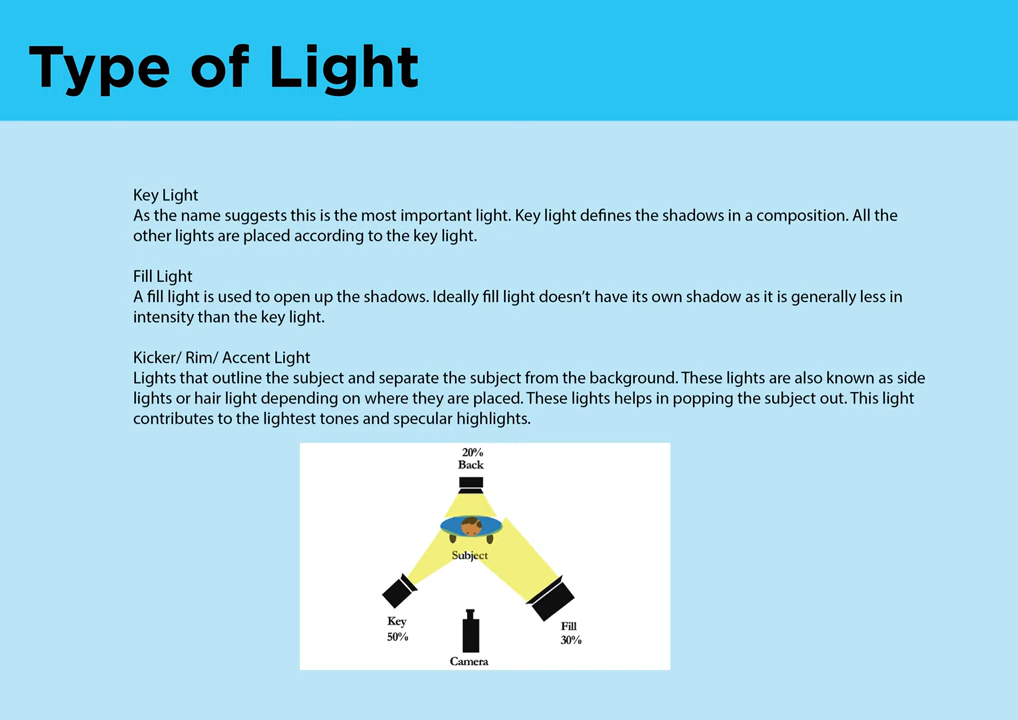 Type of Light
Key Light
As the name suggests this is the most important light. Key light defines the shadows in a composition. All the
other lights are placed according to the key light.
Fill Light
A fill light is used to open up the shadows. Ideally fill light doesn’t have its own shadow as it is generally less in
intensity than the key light.
Kicker/ Rim/ Accent Light
Lights that outline the subject and separate the subject from the background. These lights are also known as side
lights or hair light depending on where they are placed. These lights helps in popping the subject out. This light
contributes to the lightest tones and specular highlights.
20%
Back
Subject
Key
50%
Fill
30%
Camera